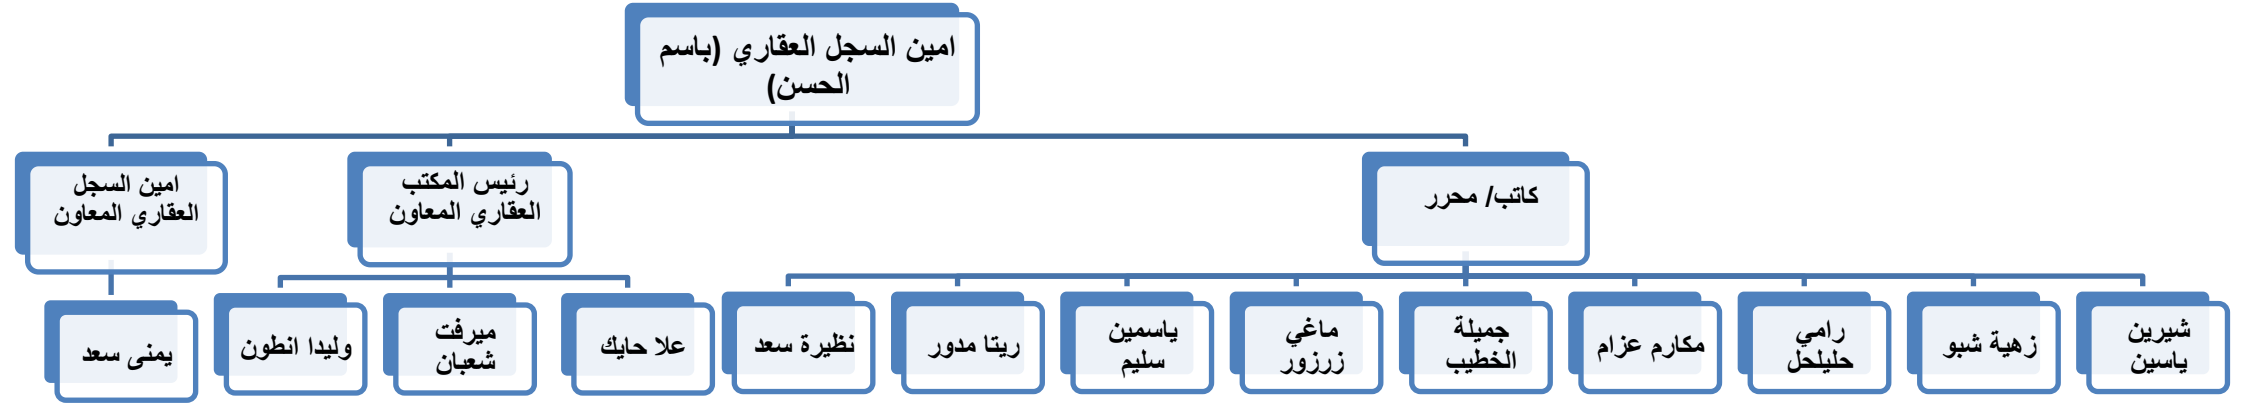 امين السجل العقاري (باسم
الحسن)
كاتب/ محرر
رئيس المكتب
العقاري المعاون
امين السجل
العقاري المعاون
شيرين
ياسين
زهية شبو
رامي
حليلحل
مكارم عزام
جميلة
الخطيب
ماغي
زرزور
ياسمين
سليم
ريتا مدور
نظيرة سعد
علا حايك
ميرفت
شعبان
وليدا انطون
يمنى سعد